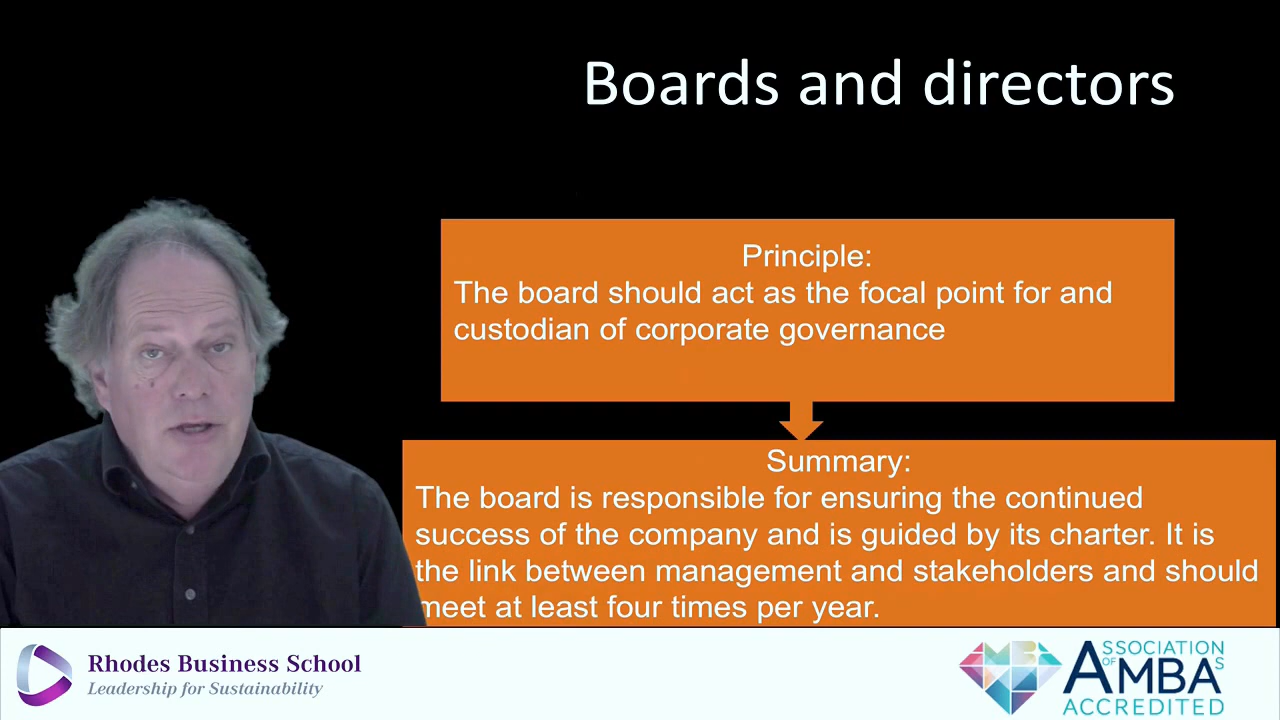 Boards and directors
Principle:
The board should act as the focal point for and
custodian of corporate governance
Summary:
The board is responsible for ensuring the continued
success of the company and is guided by its charter. It is
the link between management and stakeholders and should
meet at least four times per year.
Rhodes Business School
Leadership for Sustainability
MBA
ASSOCIATION
OF
AMBA's
ACCREDITED